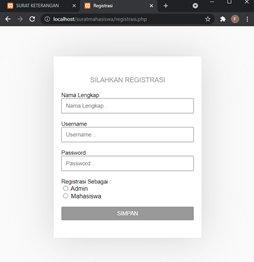 SURAT KETERANGAN
Registrasi
localhost/suratmahasiswa/registrasi.php
SILAHKAN REGISTRASI
Nama Lengkap
Nama Lengkap ..
Username
Username ..
Password
Password ..
Registrasi Sebagai :
Admin
Mahasiswa
SIMPAN